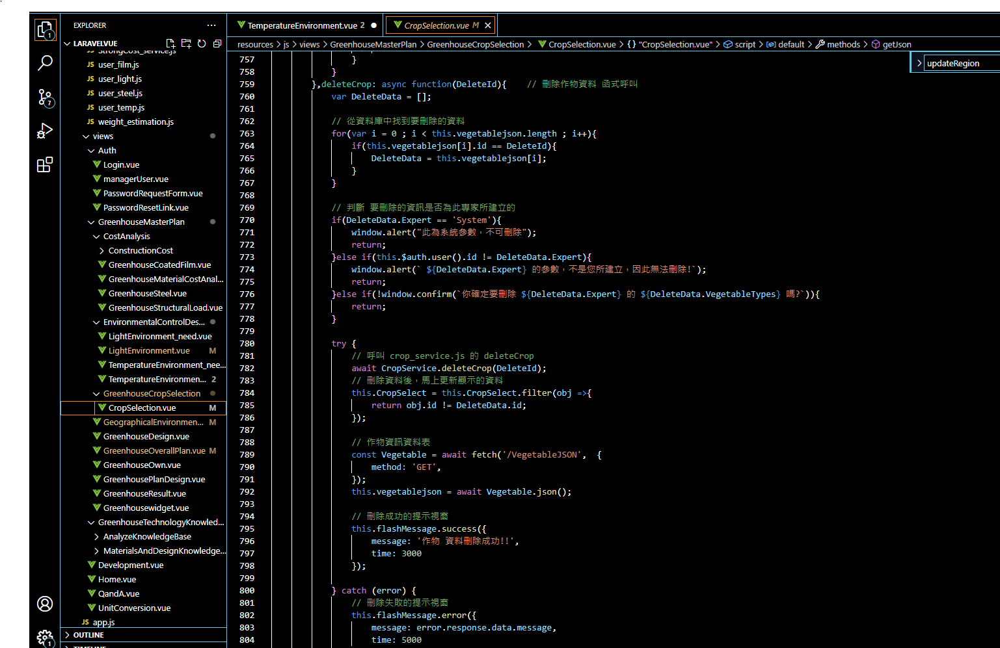 EXPLORER
LARAVELVUE
StrongCost_service.js
user_film.js
user_light.js
user_steel.js
user_temp.js
weight_estimation.js
views
Auth
Login.vue
managerUser.vue
PasswordRequestForm.vue
PasswordResetLink.vue
GreenhouseMasterPlan
CostAnalysis
ConstructionCost
GreenhouseCoatedFilm.vue
GreenhouseMaterialCostAnal...
GreenhouseSteel.vue
GreenhouseStructuralLoad.vue
EnvironmentalControlDes...
LightEnvironment_need.vue
LightEnvironment.vue M
TemperatureEnvironment_nee...
TemperatureEnvironmen... 2
GreenhouseCropSelection
CropSelection.vue M
GeographicalEnvironmen... M
GreenhouseDesign.vue
GreenhouseOverallPlan.vue M
GreenhouseOwn.vue
GreenhousePlanDesign.vue
GreenhouseResult.vue
Greenhousewidget.vue
GreenhouseTechnologyKnowled...
AnalyzeKnowledgeBase
MaterialsAndDesignKnowledge...
Development.vue
Home.vue
QandA.vue
UnitConversion.vue
JS app.js
OUTLINE
TIMELINE
TemperatureEnvironment.vue 2 ●
CropSelection.vue M
resources > js > views > GreenhouseMasterPlan > GreenhouseCropSelection > CropSelection.vue > {} "CropSelection.vue" > script > default > methods > getJson
updateRegion
757 }
758 }
759 },deleteCrop: async function(DeleteId){ // 刪除作物資料 函式呼叫
760 var DeleteData = [];
761
762 // 從資料庫中找到要刪除的資料
763 for(var i = 0 ; i < this.vegetablejson.length ; i++){
764 if(this.vegetablejson[i].id == DeleteId){
765 DeleteData = this.vegetablejson[i];
766 }
767 }
768
769 // 判斷 要刪除的資訊是否為此專家所建立的
770 if(DeleteData.Expert == 'System'){
771 window.alert("此為系統參數，不可刪除");
772 return;
773 }else if(this.$auth.user().id != DeleteData.Expert){
774 window.alert(` ${DeleteData.Expert} 的參數，不是您所建立，因此無法刪除!`);
775 return;
776 }else if(!window.confirm(`你確定要刪除 ${DeleteData.Expert} 的 ${DeleteData.VegetableTypes} 嗎?`)){
777 return;
778 }
779
780 try {
781 // 呼叫 crop_service.js 的 deleteCrop
782 await CropService.deleteCrop(DeleteId);
783 // 刪除資料後，馬上更新顯示的資料
784 this.CropSelect = this.CropSelect.filter(obj =>{
785 return obj.id != DeleteData.id;
786 });
787
788 // 作物資訊資料表
789 const Vegetable = await fetch('/VegetableJSON', {
790 method: 'GET',
791 });
792 this.vegetablejson = await Vegetable.json();
793
794 // 刪除成功的提示視窗
795 this.flashMessage.success({
796 message: '作物 資料刪除成功!!',
797 time: 3000
798 });
799
800 } catch (error) {
801 // 刪除失敗的提示視窗
802 this.flashMessage.error({
803 message: error.response.data.message,
804 time: 5000